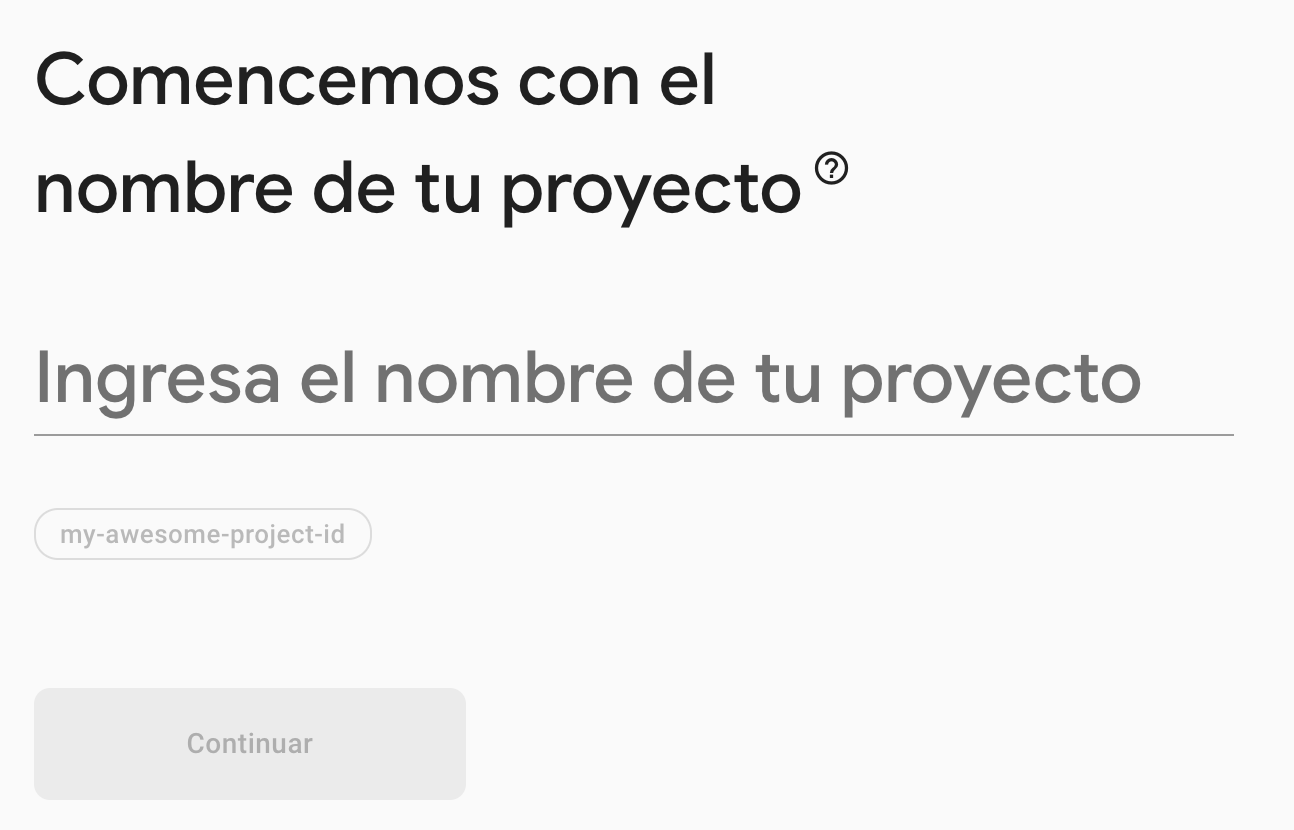 Comencemos con el
nombre de tu proyecto ?
Ingresa el nombre de tu proyecto
my-awesome-project-id
Continuar